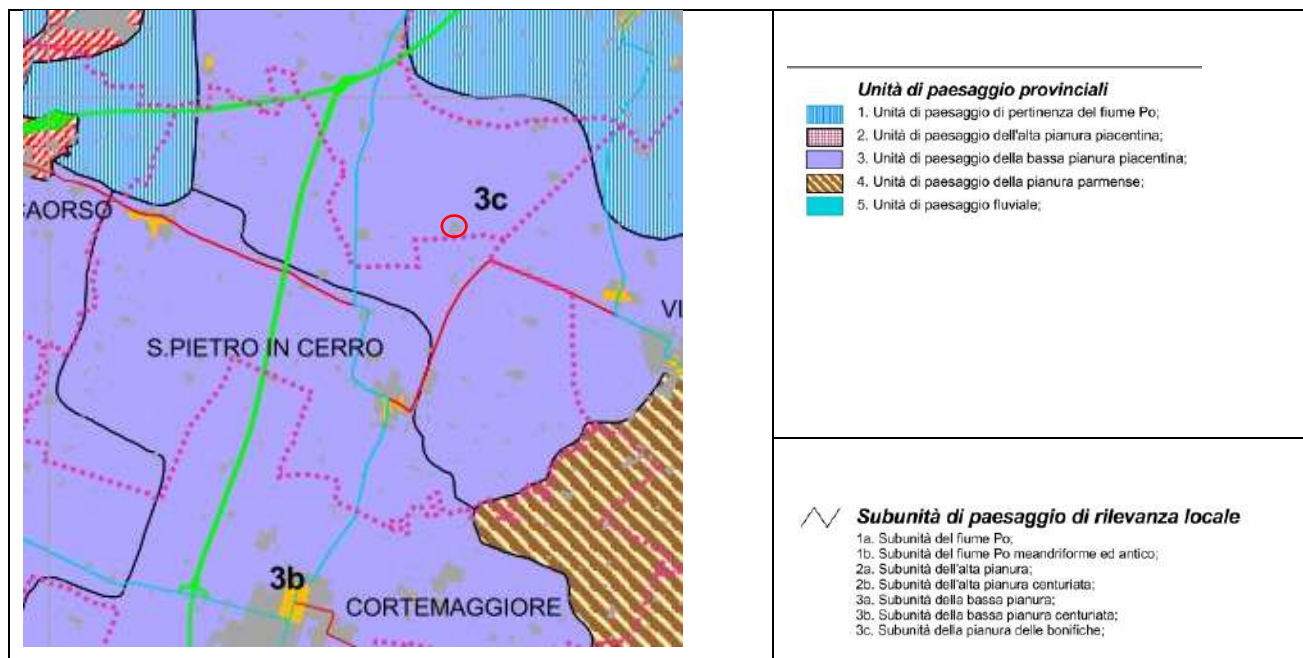 3c
CAORSO
VI
S.PIETRO IN CERRO
3b
CORTEMAGGIORE
Unità di paesaggio provinciali
1. Unità di paesaggio di pertinenza del fiume Po;
2. Unità di paesaggio dell'alta pianura piacentina;
3. Unità di paesaggio della bassa pianura piacentina;
4. Unità di paesaggio della pianura parmense;
5. Unità di paesaggio fluviale;
Subunità di paesaggio di rilevanza locale
1a. Subunità del fiume Po;
1b. Subunità del fiume Po meandriforme ed antico;
2a. Subunità dell'alta pianura;
2b. Subunità dell'alta pianura centuriata;
3a. Subunità della bassa pianura;
3b. Subunità della bassa pianura centuriata;
3c. Subunità della pianura delle bonifiche;